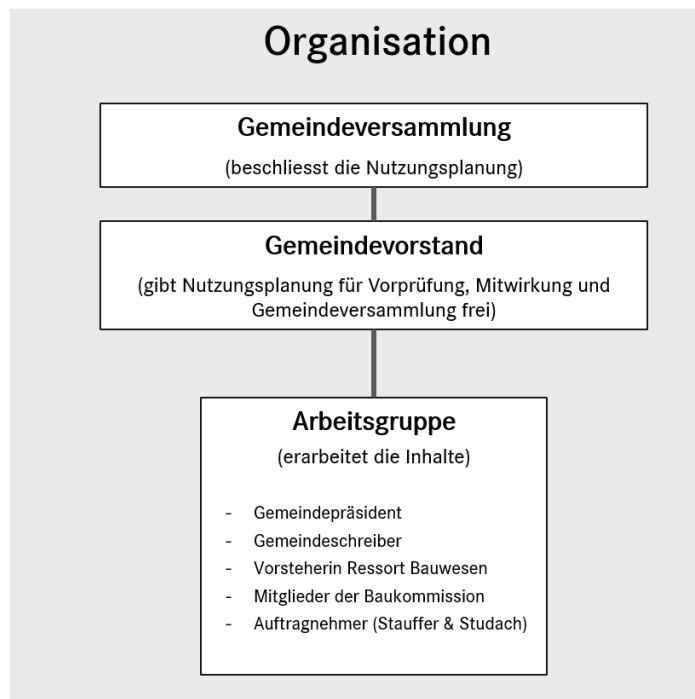 Organisation
Gemeindeversammlung
(beschliesst die Nutzungsplanung)
Gemeindevorstand
(gibt Nutzungsplanung für Vorprüfung, Mitwirkung und
Gemeindeversammlung frei)
Arbeitsgruppe
(erarbeitet die Inhalte)
- Gemeindepräsident
- Gemeindeschreiber
- Vorsteherin Ressort Bauwesen
- Mitglieder der Baukommission
- Auftragnehmer (Stauffer & Studach)